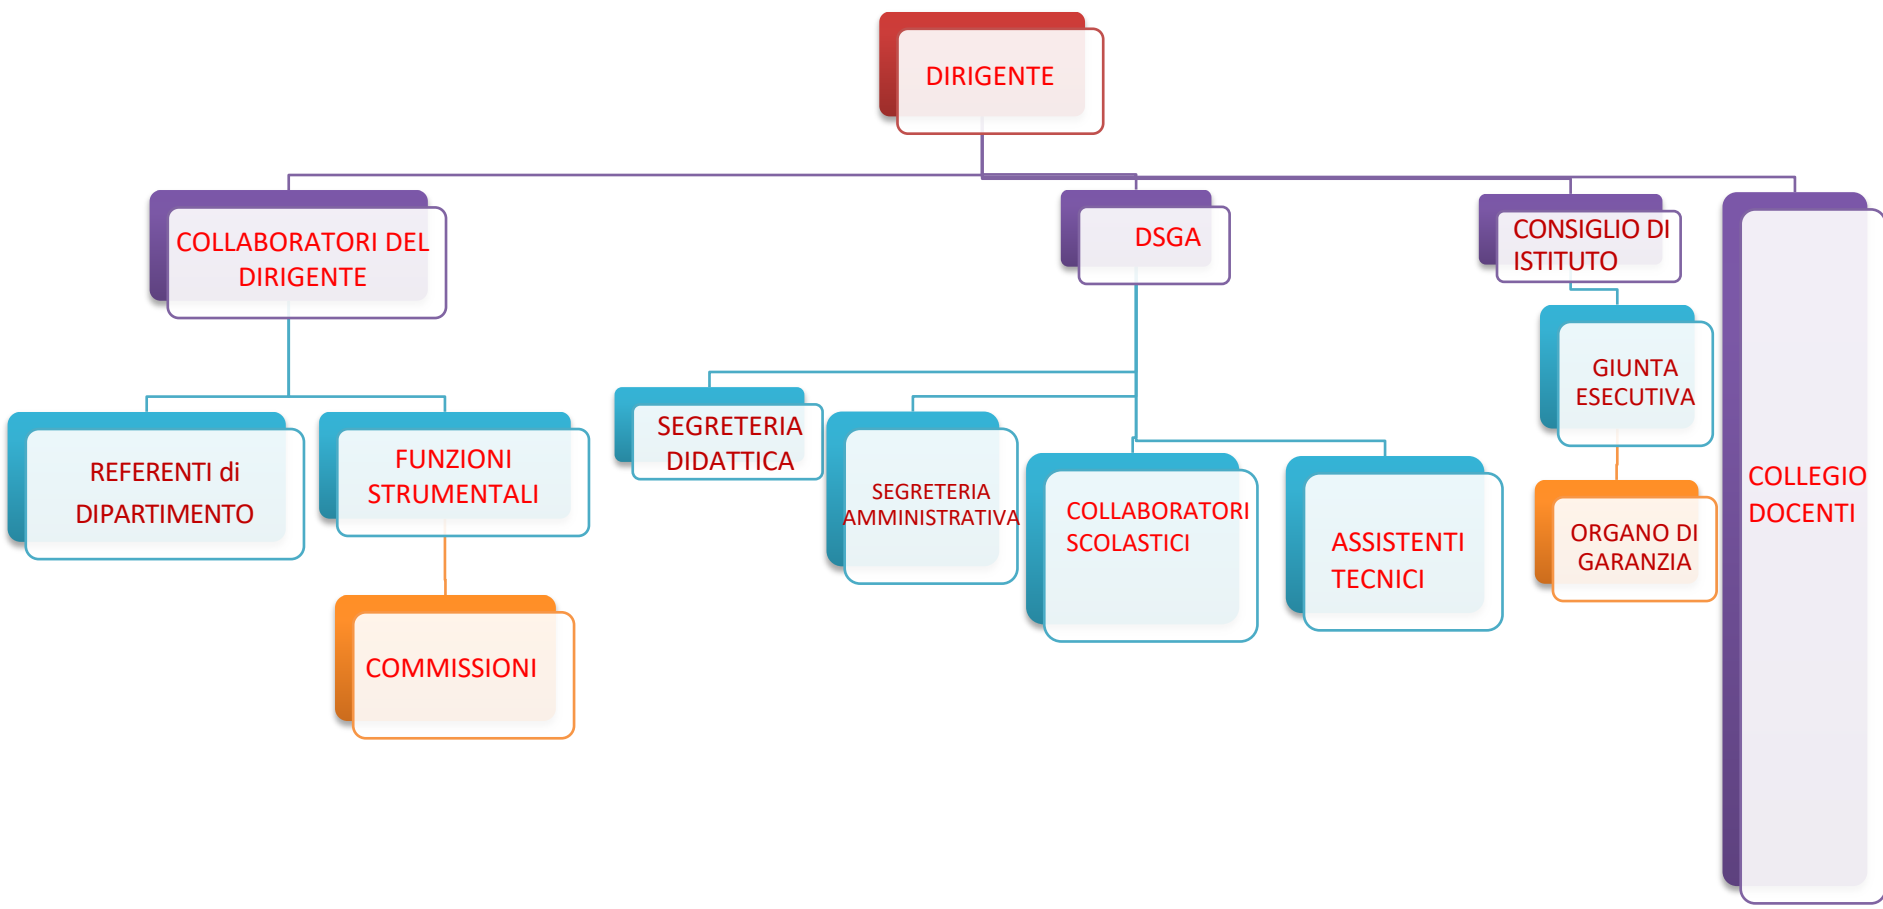 DIRIGENTE
COLLABORATORI DEL
DIRIGENTE
DSGA
CONSIGLIO DI
ISTITUTO
COLLEGIO
DOCENTI
REFERENTI di
DIPARTIMENTO
FUNZIONI
STRUMENTALI
COMMISSIONI
SEGRETERIA
DIDATTICA
SEGRETERIA
AMMINISTRATIVA
COLLABORATORI
SCOLASTICI
ASSISTENTI
TECNICI
GIUNTA
ESECUTIVA
ORGANO DI
GARANZIA